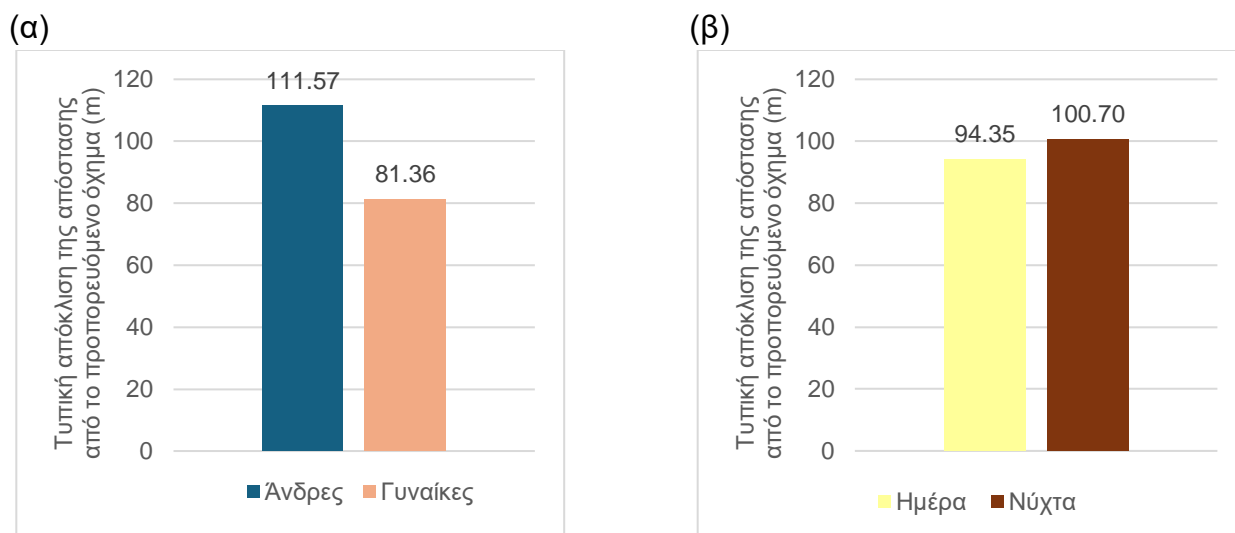 (α)
Τυπική απόκλιση της απόστασης
από το προπορευόμενο όχημα (m)
120
100
80
60
40
20
0
111.57
81.36
Άνδρες Γυναίκες
(β)
Τυπική απόκλιση της απόστασης
από το προπορευόμενο όχημα (m)
120
100
80
60
40
20
0
94.35
100.70
Ημέρα Νύχτα